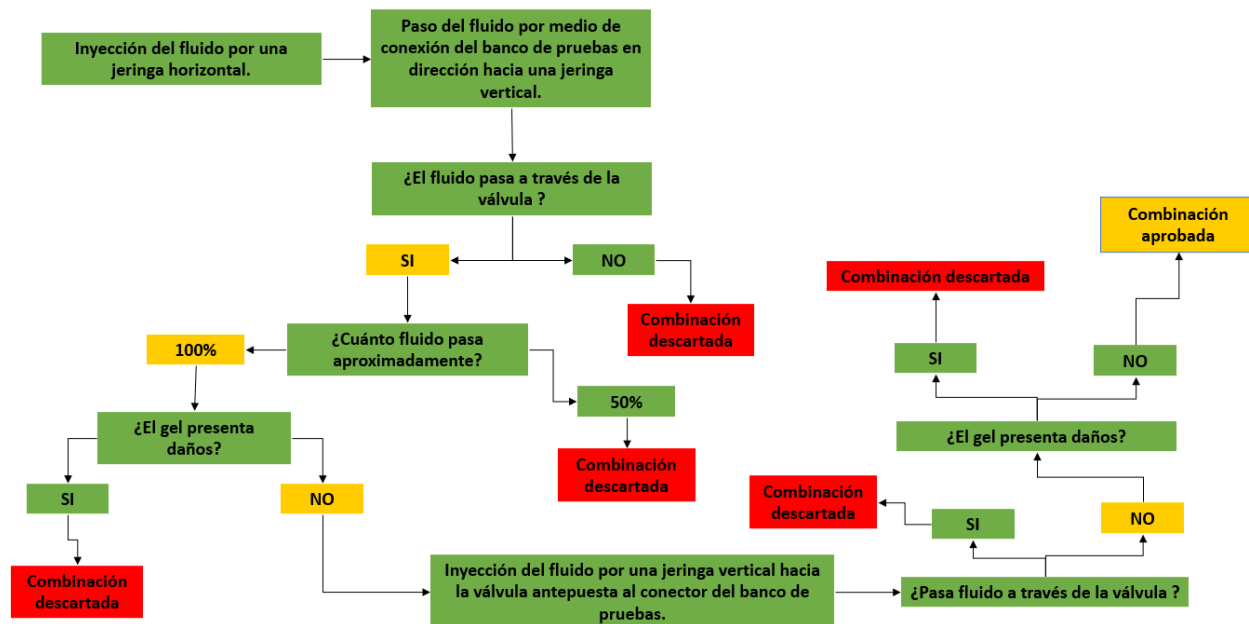 Inyección del fluido por una
jeringa horizontal.
Paso del fluido por medio de
conexión del banco de pruebas en
dirección hacia una jeringa
vertical.
¿El fluido pasa a través de la
válvula ?
SI
NO
Combinación
descartada
¿Cuánto fluido pasa
aproximadamente?
100%
50%
Combinación
descartada
¿El gel presenta
daños?
SI
NO
Combinación
descartada
Inyección del fluido por una jeringa vertical hacia
la válvula antepuesta al conector del banco de
pruebas.
¿Pasa fluido a través de la válvula ?
SI
NO
Combinación
descartada
¿El gel presenta daños?
SI
NO
Combinación descartada
Combinación
aprobada